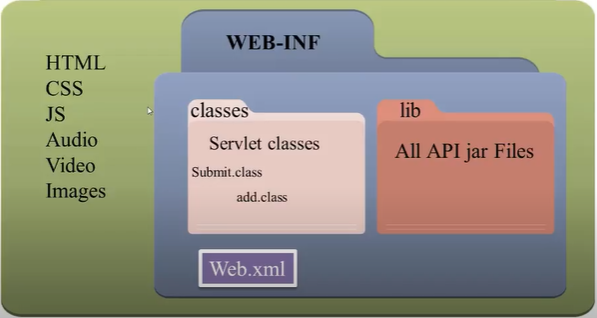 HTML
CSS
JS
Audio
Video
Images
WEB-INF
classes
Servlet classes
Submit.class
add.class
lib
All API jar Files
Web.xml